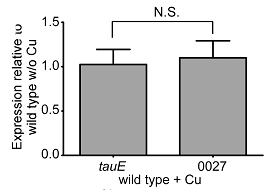 Expression relative to
wild type w/o Cu
N.S.
1.5
1.0
0.5
0.0
tauE
0027
wild type + Cu